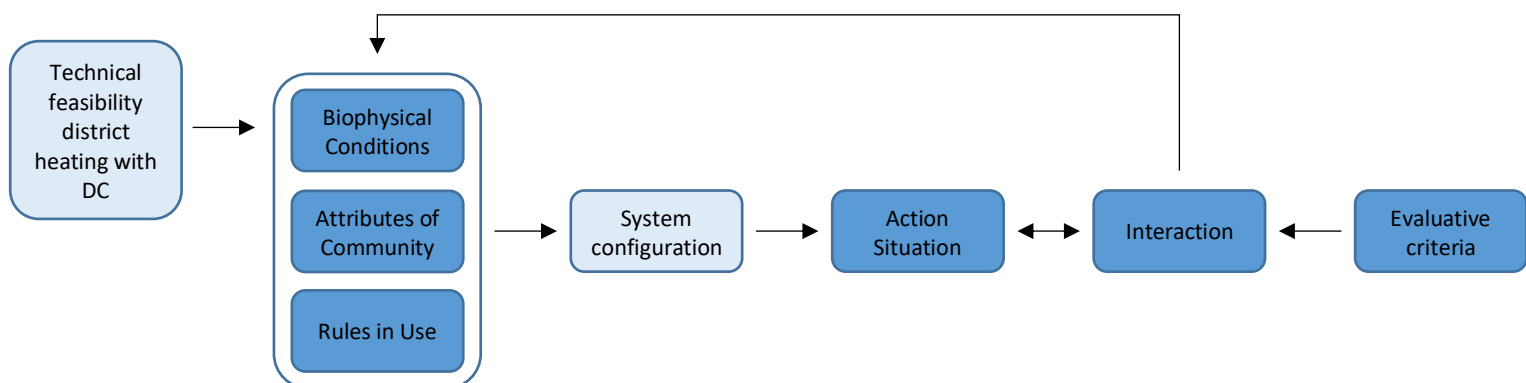 Technical
feasibility
district
heating with
DC
Biophysical
Conditions
Attributes of
Community
Rules in Use
System
configuration
Action
Situation
Interaction
Evaluative
criteria